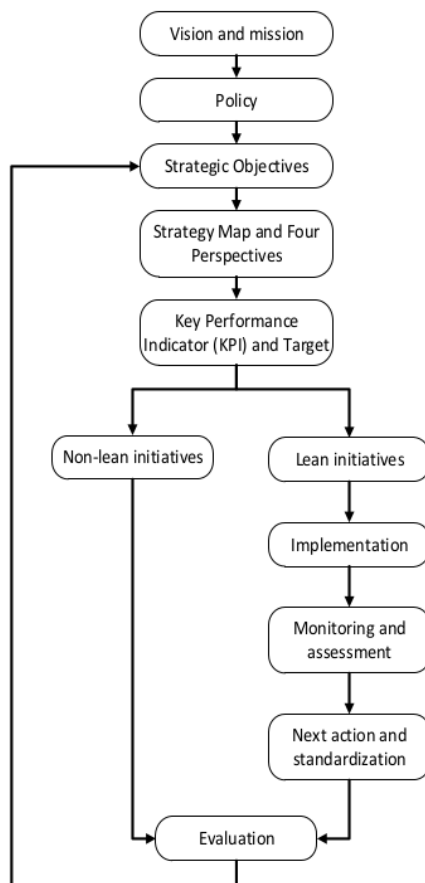 Vision and mission
Policy
Strategic Objectives
Strategy Map and Four
Perspectives
Key Performance
Indicator (KPI) and Target
Non-lean initiatives
Lean initiatives
Implementation
Monitoring and
assessment
Next action and
standardization
Evaluation